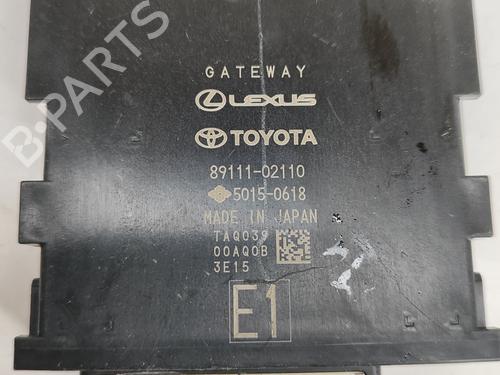 GATEWAY
LEXUS
TOYOTA
89111-02110
5015-0618
MADE IN JAPAN
TAQ039
00AQ0B
3E15
E1
B-PARTS